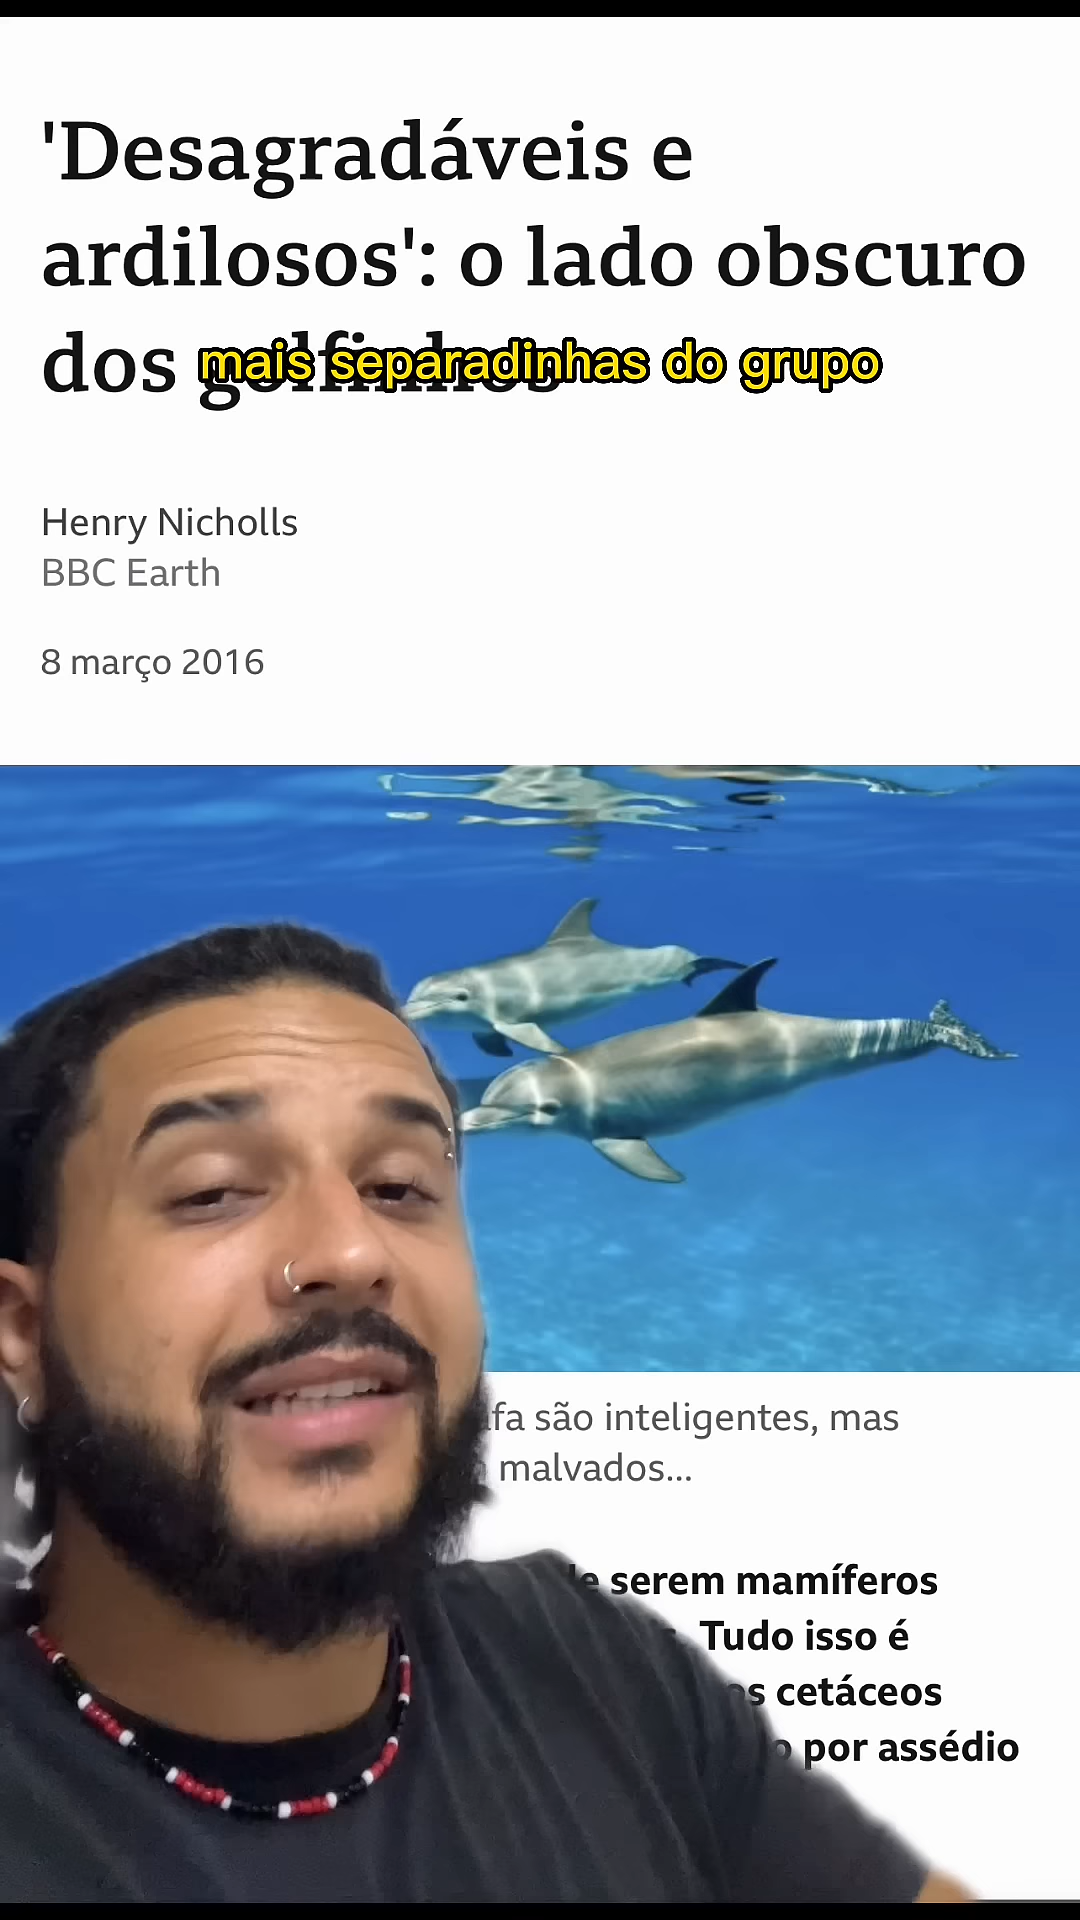 'Desagradáveis e
ardilosos': o lado obscuro
dos golfinhos
mais separadinhas do grupo
Henry Nicholls
BBC Earth
8 março 2016
são inteligentes, mas
malvados...
serem mamíferos
Tudo isso é
cetáceos
por assédio